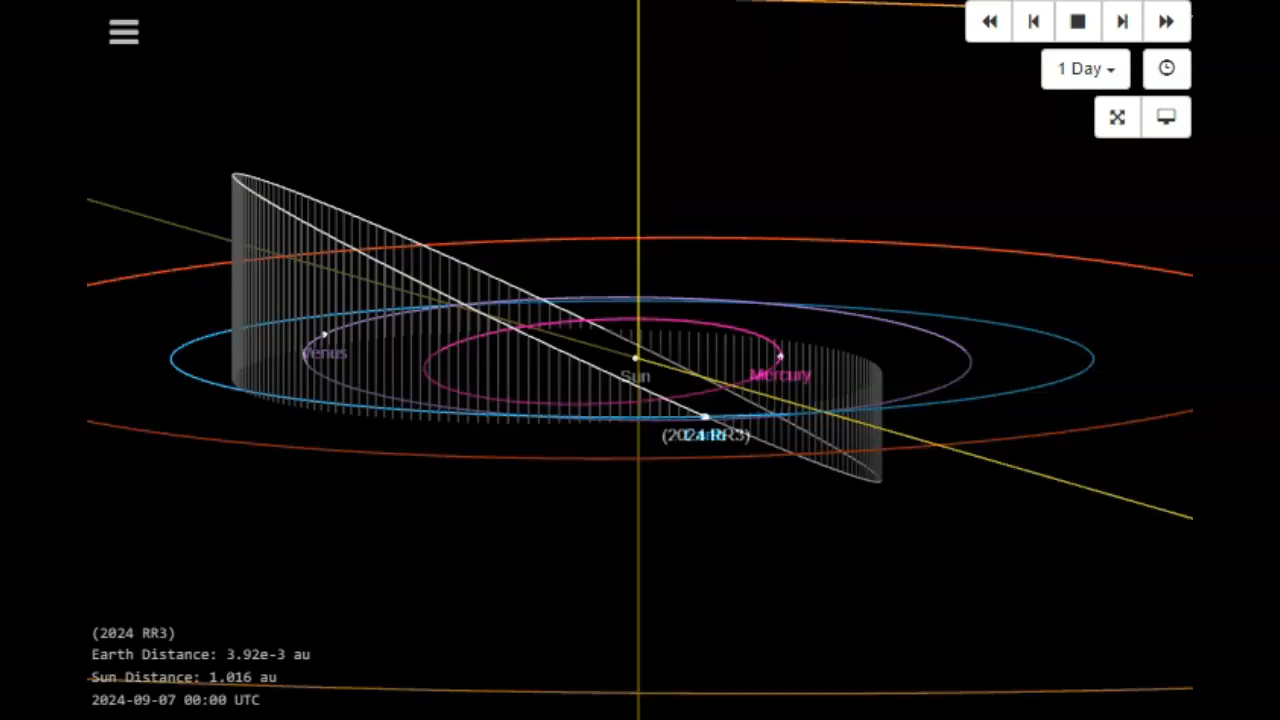 1 Day
Venus
Sun
Mercury
(2024 RR3)
(2024 RR3)
Earth Distance: 3.92e-3 au
Sun Distance: 1.016 au
2024-09-07 00:00 UTC